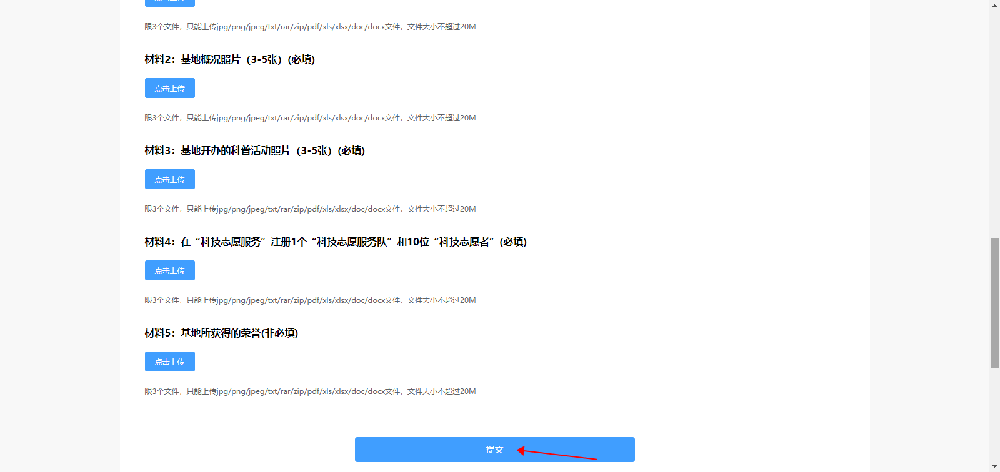 限3个文件，只能上传jpg/png/jpeg/txt/rar/zip/pdf/xls/xlsx/doc/docx文件，文件大小不超过20M
材料2：基地概况照片（3-5张）(必填)
点击上传
限3个文件，只能上传jpg/png/jpeg/txt/rar/zip/pdf/xls/xlsx/doc/docx文件，文件大小不超过20M
材料3：基地开办的科普活动照片（3-5张）(必填)
点击上传
限3个文件，只能上传jpg/png/jpeg/txt/rar/zip/pdf/xls/xlsx/doc/docx文件，文件大小不超过20M
材料4：在“科技志愿服务”注册1个“科技志愿服务队”和10位“科技志愿者”(必填)
点击上传
限3个文件，只能上传jpg/png/jpeg/txt/rar/zip/pdf/xls/xlsx/doc/docx文件，文件大小不超过20M
材料5：基地所获得的荣誉(非必填)
点击上传
限3个文件，只能上传jpg/png/jpeg/txt/rar/zip/pdf/xls/xlsx/doc/docx文件，文件大小不超过20M
提交